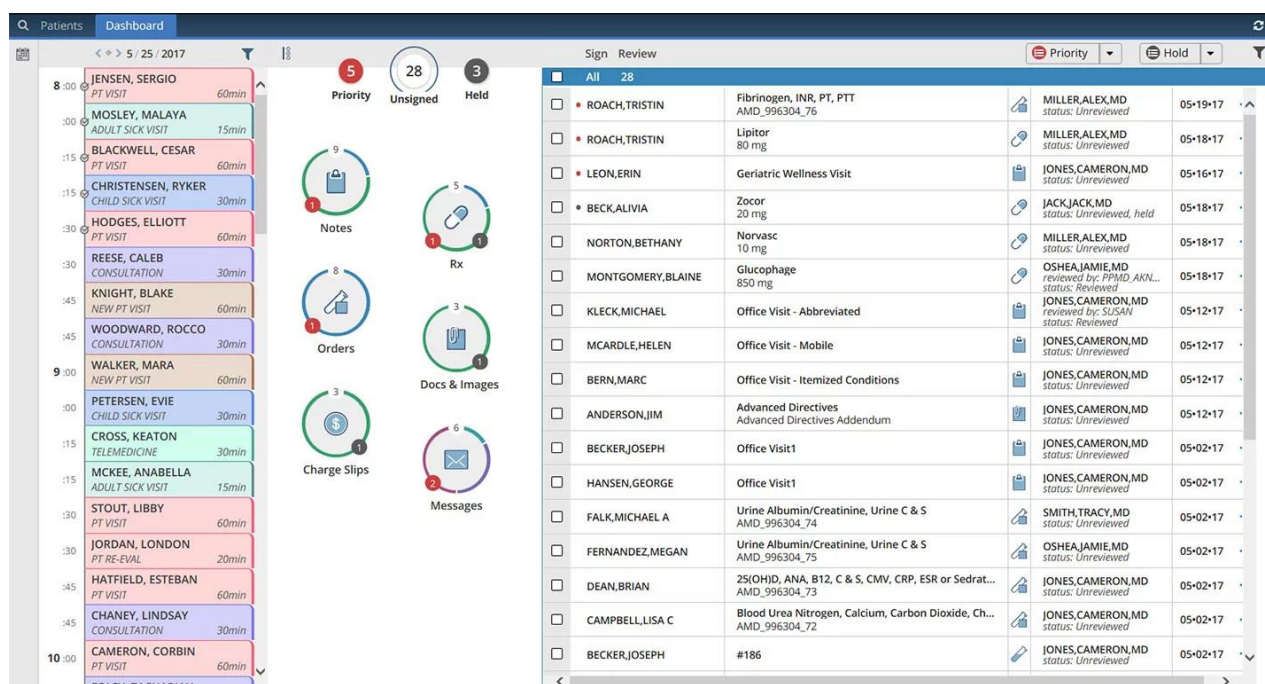 Patients Dashboard
5 / 25 / 2017
8 :00 JENSEN, SERGIO
PT VISIT 60min
:00 MOSLEY, MALAYA
ADULT SICK VISIT 15min
:15 BLACKWELL, CESAR
PT VISIT 60min
:15 CHRISTENSEN, RYKER
CHILD SICK VISIT 30min
:30 HODGES, ELLIOTT
PT VISIT 60min
:30 REESE, CALEB
CONSULTATION 30min
:45 KNIGHT, BLAKE
NEW PT VISIT 60min
:45 WOODWARD, ROCCO
CONSULTATION 30min
9 :00 WALKER, MARA
NEW PT VISIT 60min
:00 PETERSEN, EVIE
CHILD SICK VISIT 30min
:15 CROSS, KEATON
TELEMEDICINE 30min
:15 MCKEE, ANABELLA
ADULT SICK VISIT 15min
:30 STOUT, LIBBY
PT VISIT 60min
:30 JORDAN, LONDON
PT RE-EVAL 20min
:45 HATFIELD, ESTEBAN
PT VISIT 60min
:45 CHANEY, LINDSAY
CONSULTATION 30min
10 :00 CAMERON, CORBIN
PT VISIT 60min
5 28 3
Priority Unsigned Held
9
1
Notes
5
1 1
Rx
8
1
Orders
3
1
Docs & Images
3
1
Charge Slips
6
2
Messages
Sign Review Priority Hold
All 28
ROACH,TRISTIN Fibrinogen, INR, PT, PTT MILLER,ALEX,MD 05•19•17
AMD_996304_76 status: Unreviewed
ROACH,TRISTIN Lipitor MILLER,ALEX,MD 05•18•17
80 mg status: Unreviewed
LEON,ERIN Geriatric Wellness Visit JONES,CAMERON,MD 05•16•17
status: Unreviewed
BECK,ALIVIA Zocor JACK,JACK,MD 05•18•17
20 mg status: Unreviewed, held
NORTON,BETHANY Norvasc MILLER,ALEX,MD 05•18•17
10 mg status: Unreviewed
MONTGOMERY,BLAINE Glucophage OSHEA,JAMIE,MD 05•18•17
850 mg reviewed by: PPMD_AKN...
status: Reviewed
KLECK,MICHAEL Office Visit - Abbreviated JONES,CAMERON,MD 05•12•17
reviewed by: SUSAN
status: Reviewed
MCARDLE,HELEN Office Visit - Mobile JONES,CAMERON,MD 05•12•17
status: Unreviewed
BERN,MARC Office Visit - Itemized Conditions JONES,CAMERON,MD 05•12•17
status: Unreviewed
ANDERSON,JIM Advanced Directives JONES,CAMERON,MD 05•12•17
Advanced Directives Addendum status: Unreviewed
BECKER,JOSEPH Office Visit1 JONES,CAMERON,MD 05•02•17
status: Unreviewed
HANSEN,GEORGE Office Visit1 JONES,CAMERON,MD 05•02•17
status: Unreviewed
FALK,MICHAEL A Urine Albumin/Creatinine, Urine C & S SMITH,TRACY,MD 05•02•17
AMD_996304_74 status: Unreviewed
FERNANDEZ,MEGAN Urine Albumin/Creatinine, Urine C & S OSHEA,JAMIE,MD 05•02•17
AMD_996304_75 status: Unreviewed
DEAN,BRIAN 25(OH)D, ANA, B12, C & S, CMV, CRP, ESR or Sedrat... JONES,CAMERON,MD 05•02•17
AMD_996304_73 status: Unreviewed
CAMPBELL,LISA C Blood Urea Nitrogen, Calcium, Carbon Dioxide, Ch... JONES,CAMERON,MD 05•02•17
AMD_996304_72 status: Unreviewed
BECKER,JOSEPH #186 JONES,CAMERON,MD 05•02•17
status: Unreviewed